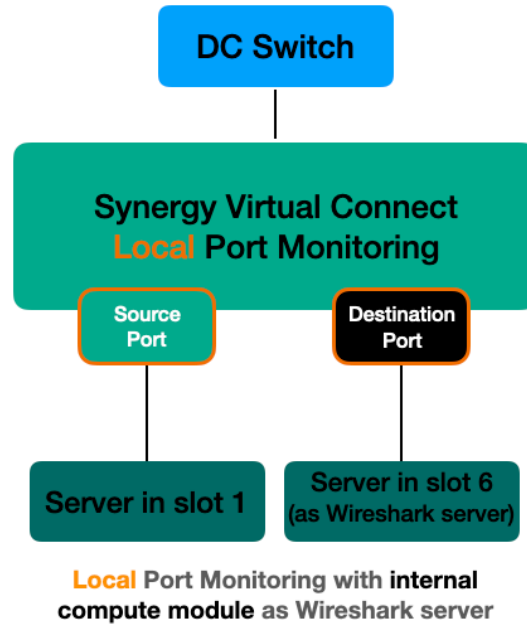 DC Switch
Synergy Virtual Connect
Local Port Monitoring
Source
Port
Destination
Port
Server in slot 1
Server in slot 6
(as Wireshark server)
Local Port Monitoring with internal
compute module as Wireshark server